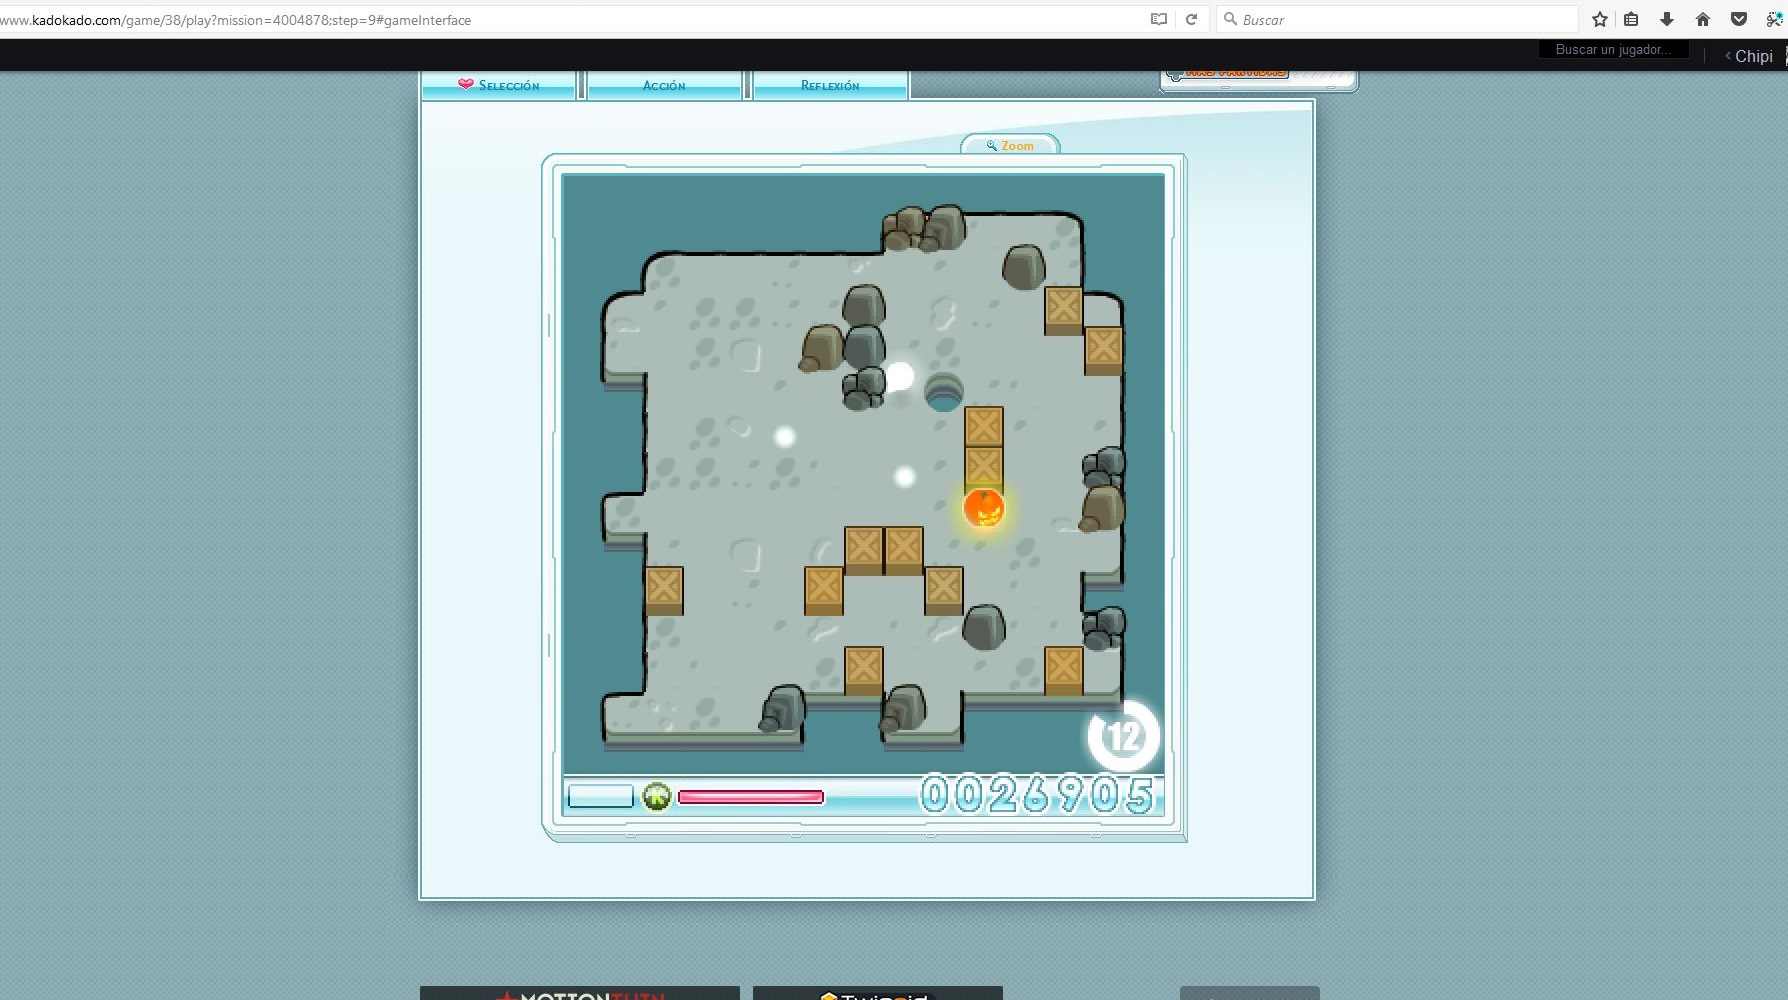 www.kadokado.com/game/38/play?mission=4004878;step=9#gameInterface
Buscar
Buscar un jugador...
< Chipi
SELECCIÓN
ACCIÓN
REFLEXIÓN
Zoom
12
K
0026905